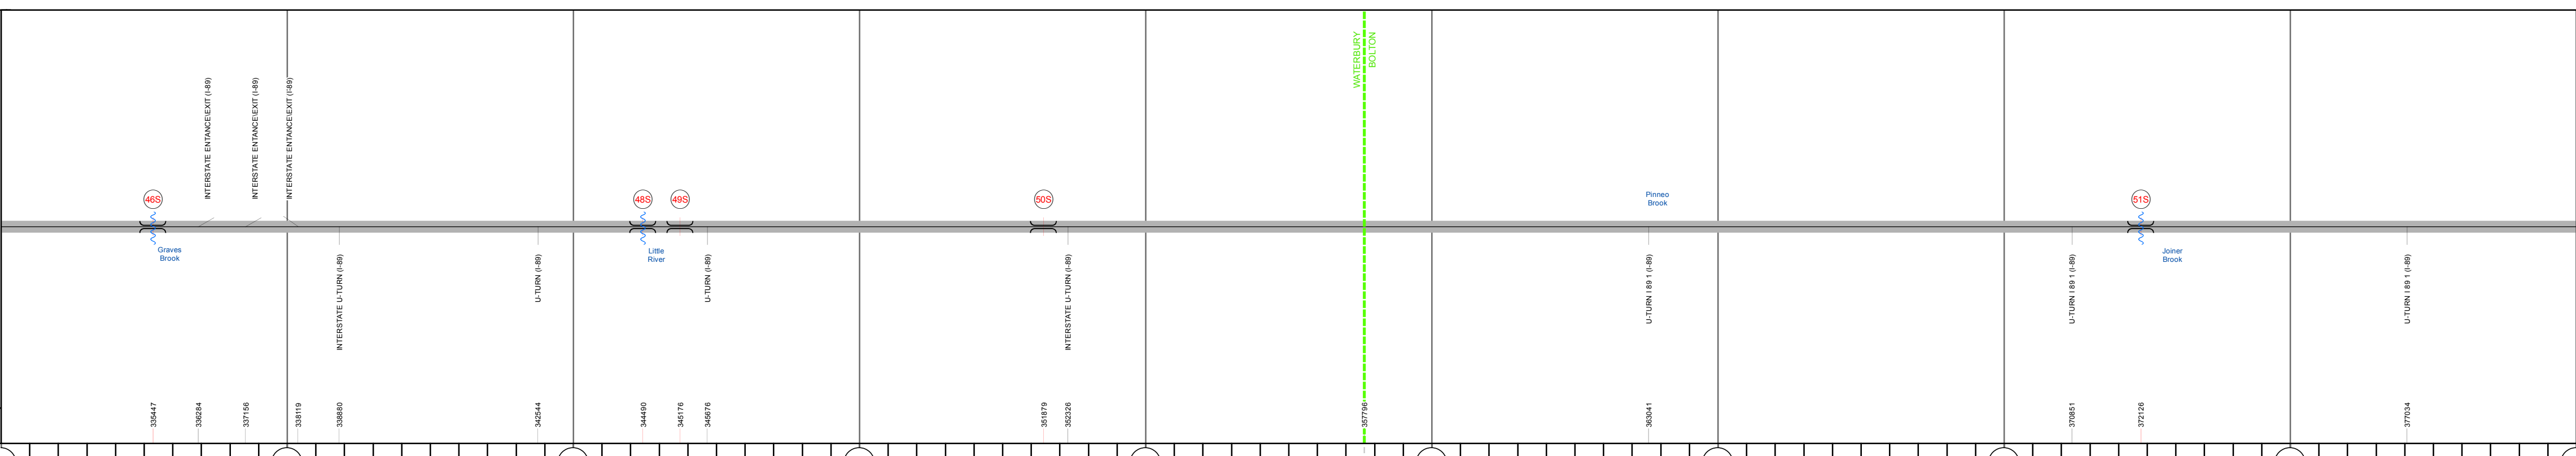 WATERBURY
BOLTON
INTERSTATE ENTANCE\EXIT (I-89)
INTERSTATE ENTANCE\EXIT (I-89)
INTERSTATE ENTANCE\EXIT (I-89)
46S
48S
49S
50S
Pinneo
Brook
51S
Graves
Brook
Little
River
Joiner
Brook
INTERSTATE U-TURN (I-89)
U-TURN (I-89)
U-TURN (I-89)
INTERSTATE U-TURN (I-89)
U-TURN I 89 1 (I-89)
U-TURN I 89 1 (I-89)
U-TURN I 89 1 (I-89)
335447
336284
337156
338119
338880
342544
344490
345176
345676
351879
352326
357796
363041
370851
372126
377034